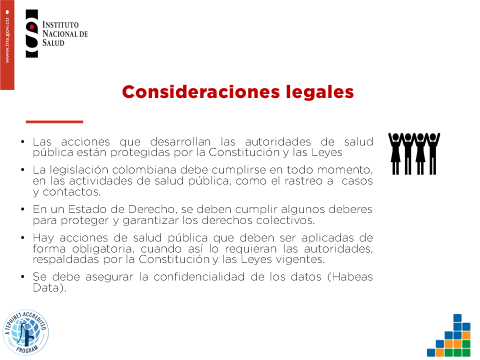 www.ins.gov.co
INSTITUTO
NACIONAL DE
SALUD
Consideraciones legales
• Las acciones que desarrollan las autoridades de salud
pública están protegidas por la Constitución y las Leyes
• La legislación colombiana debe cumplirse en todo momento,
en las actividades de salud pública, como el rastreo a casos
y contactos.
• En un Estado de Derecho, se deben cumplir algunos deberes
para proteger y garantizar los derechos colectivos.
• Hay acciones de salud pública que deben ser aplicadas de
forma obligatoria, cuando así lo requieran las autoridades,
respaldadas por la Constitución y las Leyes vigentes.
• Se debe asegurar la confidencialidad de los datos (Habeas
Data).
A TEPHINET ACCREDITED
PROGRAM